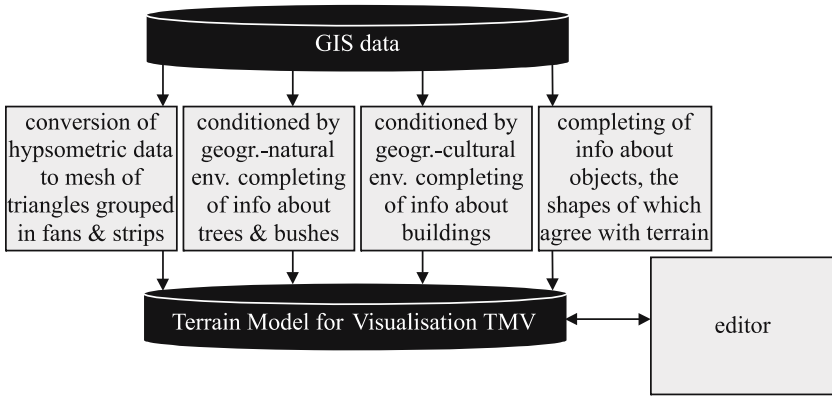 GIS data
conversion of
hypsometric data
to mesh of
triangles grouped
in fans & strips
conditioned by
geogr.-natural
env. completing
of info about
trees & bushes
conditioned by
geogr.-cultural
env. completing
of info about
buildings
completing of
info about
objects, the
shapes of which
agree with terrain
Terrain Model for Visualisation TMV
editor